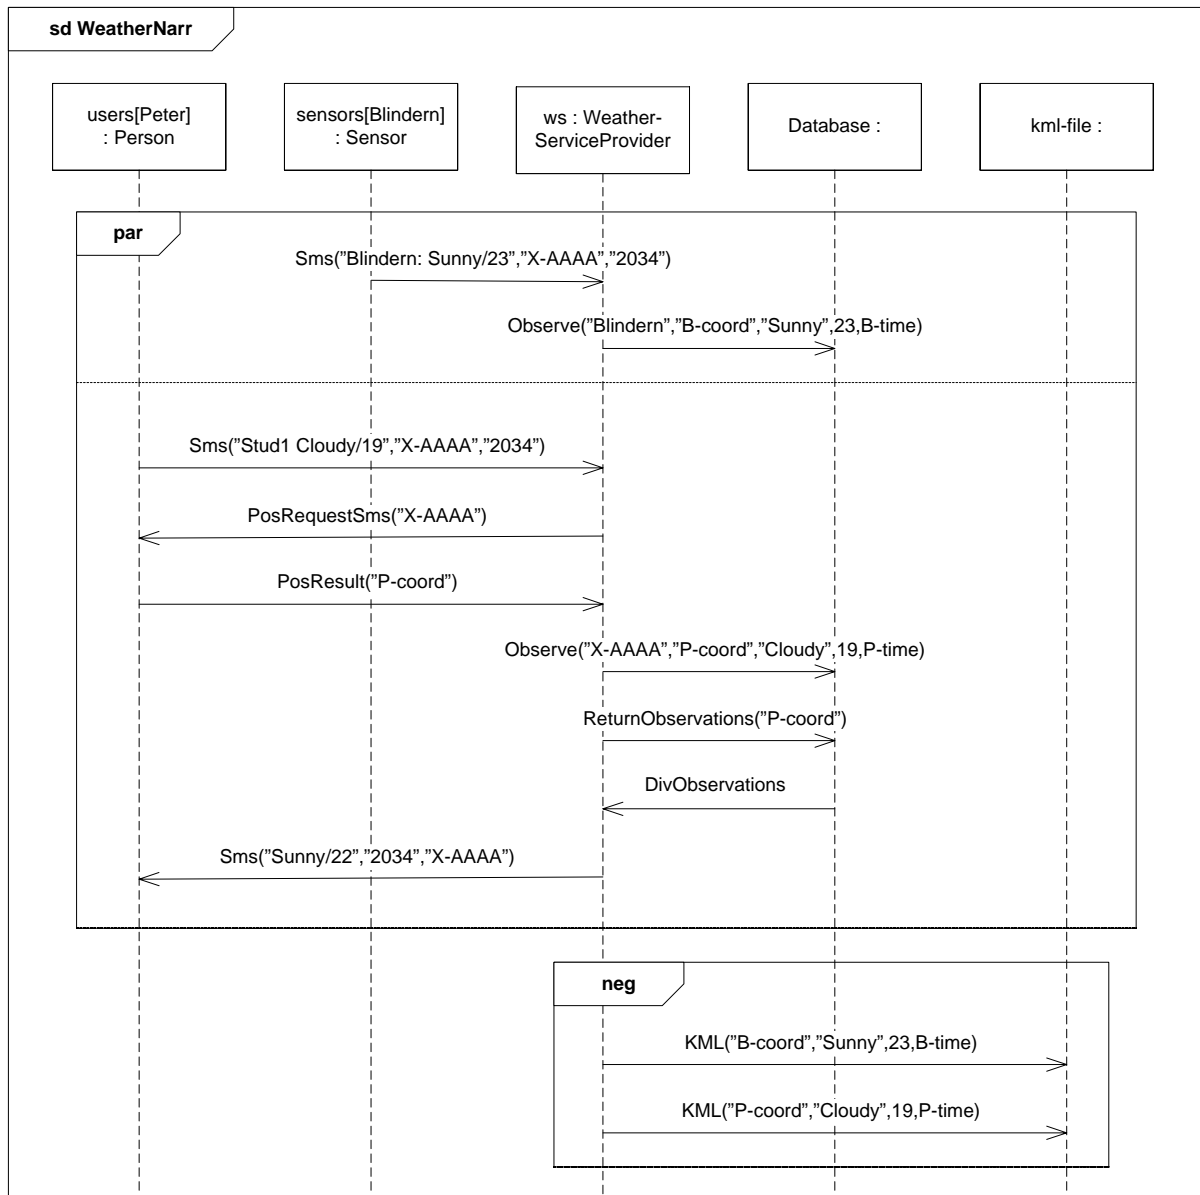 sd WeatherNarr
users[Peter]
: Person
sensors[Blindern]
: Sensor
ws : Weather-
ServiceProvider
Database :
kml-file :
par
Sms(”Blindern: Sunny/23”,”X-AAAA”,”2034”)
Observe(”Blindern”,”B-coord”,”Sunny”,23,B-time)
Sms(”Stud1 Cloudy/19”,”X-AAAA”,”2034”)
PosRequestSms(”X-AAAA”)
PosResult(”P-coord”)
Observe(”X-AAAA”,”P-coord”,”Cloudy”,19,P-time)
ReturnObservations(”P-coord”)
DivObservations
Sms(”Sunny/22”,”2034”,”X-AAAA”)
neg
KML(”B-coord”,”Sunny”,23,B-time)
KML(”P-coord”,”Cloudy”,19,P-time)